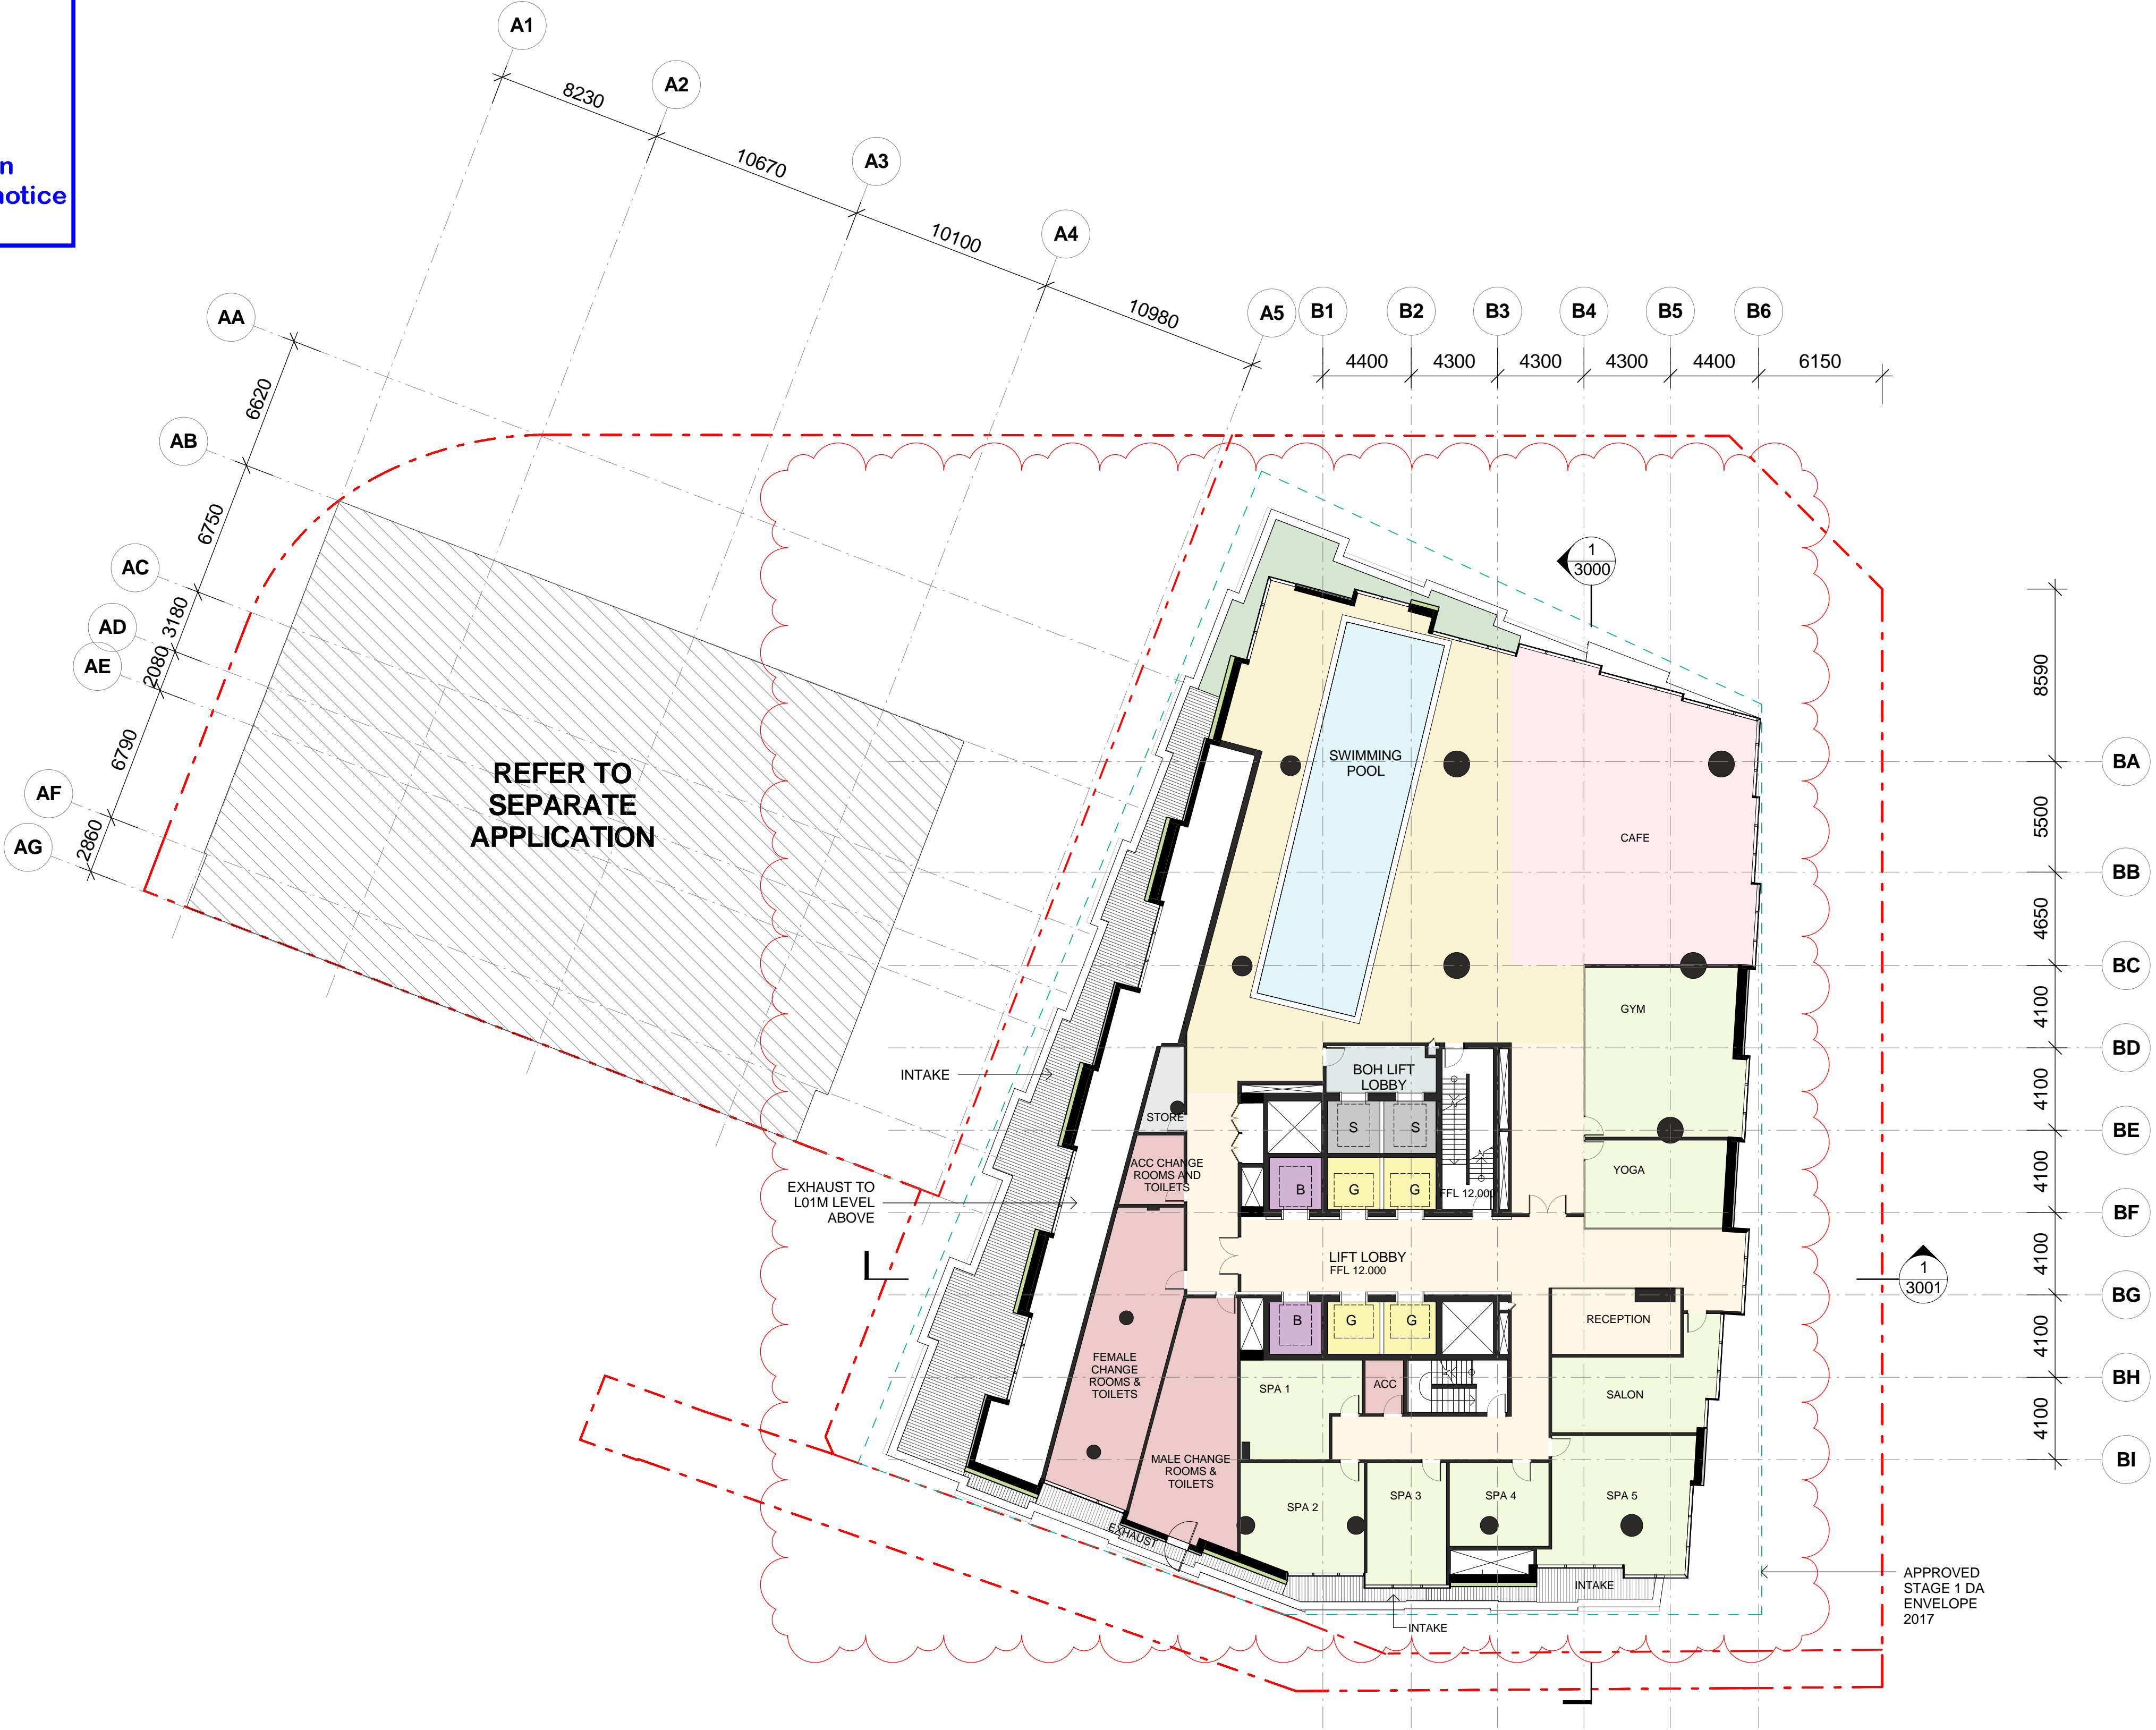 n
notice
A1
A2
A3
A4
A5
B1
B2
B3
B4
B5
B6
8230
10670
10100
10980
4400
4300
4300
4300
4400
6150
AA
AB
AC
AD
AE
AF
AG
6620
6750
3180
2080
6790
2860
REFER TO
SEPARATE
APPLICATION
1
3000
SWIMMING
POOL
CAFE
GYM
YOGA
BOH LIFT
LOBBY
S
S
STORE
ACC CHANGE
ROOMS AND
TOILETS
B
G
G
FFL 12.000
INTAKE
EXHAUST TO
L01M LEVEL
ABOVE
LIFT LOBBY
FFL 12.000
B
G
G
RECEPTION
FEMALE
CHANGE
ROOMS &
TOILETS
SPA 1
ACC
SALON
MALE CHANGE
ROOMS &
TOILETS
SPA 2
SPA 3
SPA 4
SPA 5
EXHAUST
INTAKE
INTAKE
8590
5500
4650
4100
4100
4100
4100
4100
4100
BA
BB
BC
BD
BE
BF
BG
BH
BI
1
3001
APPROVED
STAGE 1 DA
ENVELOPE
2017